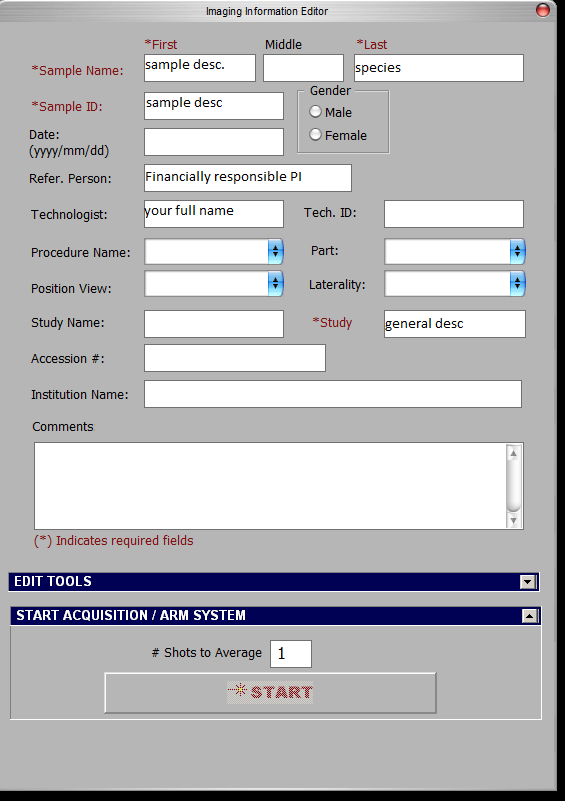 Imaging Information Editor
*First Middle *Last
*Sample Name: sample desc. species
*Sample ID: sample desc
Gender
Male
Female
Date:
(yyyy/mm/dd)
Refer. Person: Financially responsible PI
Technologist: your full name Tech. ID:
Procedure Name: Part:
Position View: Laterality:
Study Name: *Study general desc
Accession #:
Institution Name:
Comments
(*) Indicates required fields
EDIT TOOLS
START ACQUISITION / ARM SYSTEM
# Shots to Average 1
START